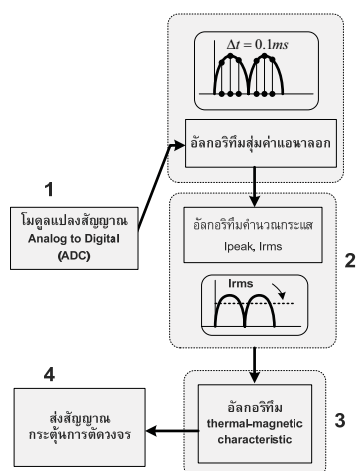 Δt = 0.1ms
อัลกอริทึมสุ่มค่าแอนาลอก
1
โมดูลแปลงสัญญาณ
Analog to Digital
(ADC)
อัลกอริทึมคำนวณกระแส
Ipeak, Irms
Irms
2
4
ส่งสัญญาณ
กระตุ้นการตัดวงจร
อัลกอริทึม
thermal-magnetic
characteristic
3